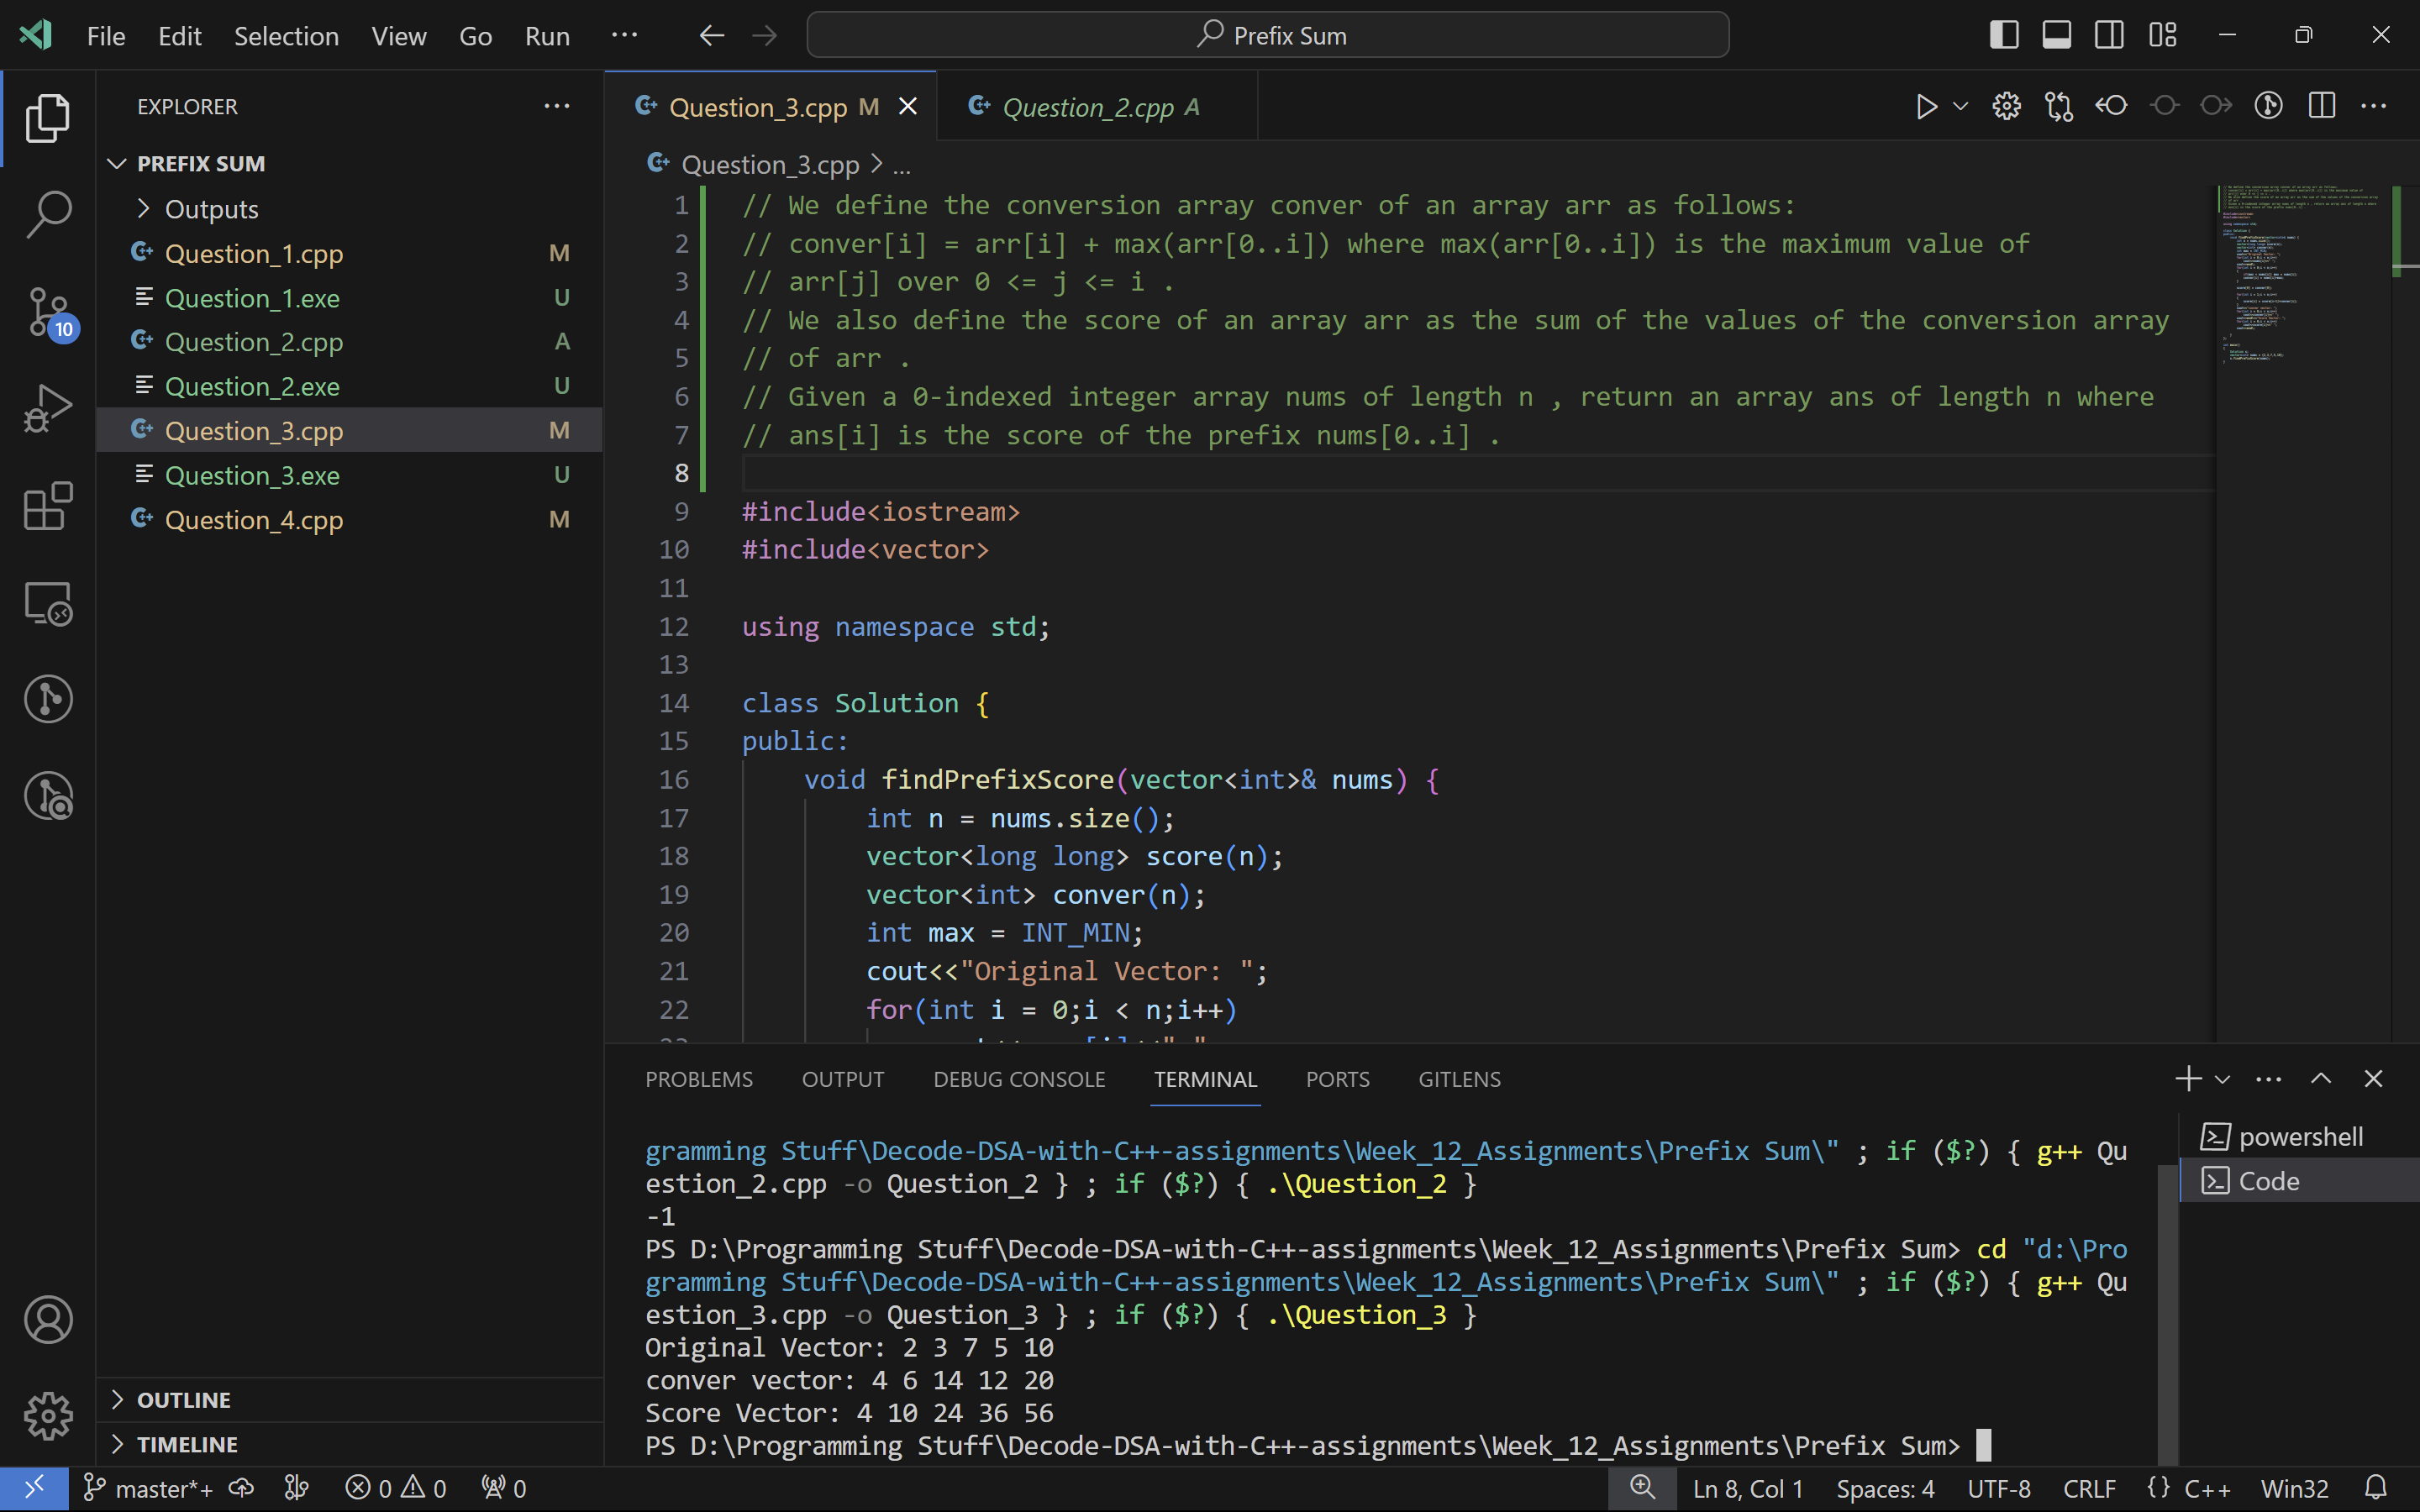 File Edit Selection View Go Run ···
Prefix Sum
EXPLORER
PREFIX SUM
Outputs
Question_1.cpp M
Question_1.exe U
Question_2.cpp A
Question_2.exe U
Question_3.cpp M
Question_3.exe U
Question_4.cpp M
10
OUTLINE
TIMELINE
Question_3.cpp M
Question_2.cpp A
Question_3.cpp > ...
1 // We define the conversion array conver of an array arr as follows:
2 // conver[i] = arr[i] + max(arr[0..i]) where max(arr[0..i]) is the maximum value of
3 // arr[j] over 0 <= j <= i .
4 // We also define the score of an array arr as the sum of the values of the conversion array
5 // of arr .
6 // Given a 0-indexed integer array nums of length n , return an array ans of length n where
7 // ans[i] is the score of the prefix nums[0..i] .
8
9 #include<iostream>
10 #include<vector>
11
12 using namespace std;
13
14 class Solution {
15 public:
16 void findPrefixScore(vector<int>& nums) {
17 int n = nums.size();
18 vector<long long> score(n);
19 vector<int> conver(n);
20 int max = INT_MIN;
21 cout<<"Original Vector: ";
22 for(int i = 0;i < n;i++)
PROBLEMS OUTPUT DEBUG CONSOLE TERMINAL PORTS GITLENS
gramming Stuff\Decode-DSA-with-C++-assignments\Week_12_Assignments\Prefix Sum\" ; if ($?) { g++ Qu
estion_2.cpp -o Question_2 } ; if ($?) { .\Question_2 }
-1
PS D:\Programming Stuff\Decode-DSA-with-C++-assignments\Week_12_Assignments\Prefix Sum> cd "d:\Pro
gramming Stuff\Decode-DSA-with-C++-assignments\Week_12_Assignments\Prefix Sum\" ; if ($?) { g++ Qu
estion_3.cpp -o Question_3 } ; if ($?) { .\Question_3 }
Original Vector: 2 3 7 5 10
conver vector: 4 6 14 12 20
Score Vector: 4 10 24 36 56
PS D:\Programming Stuff\Decode-DSA-with-C++-assignments\Week_12_Assignments\Prefix Sum>
powershell
Code
master*+ 0 0 0 Ln 8, Col 1 Spaces: 4 UTF-8 CRLF {} C++ Win32